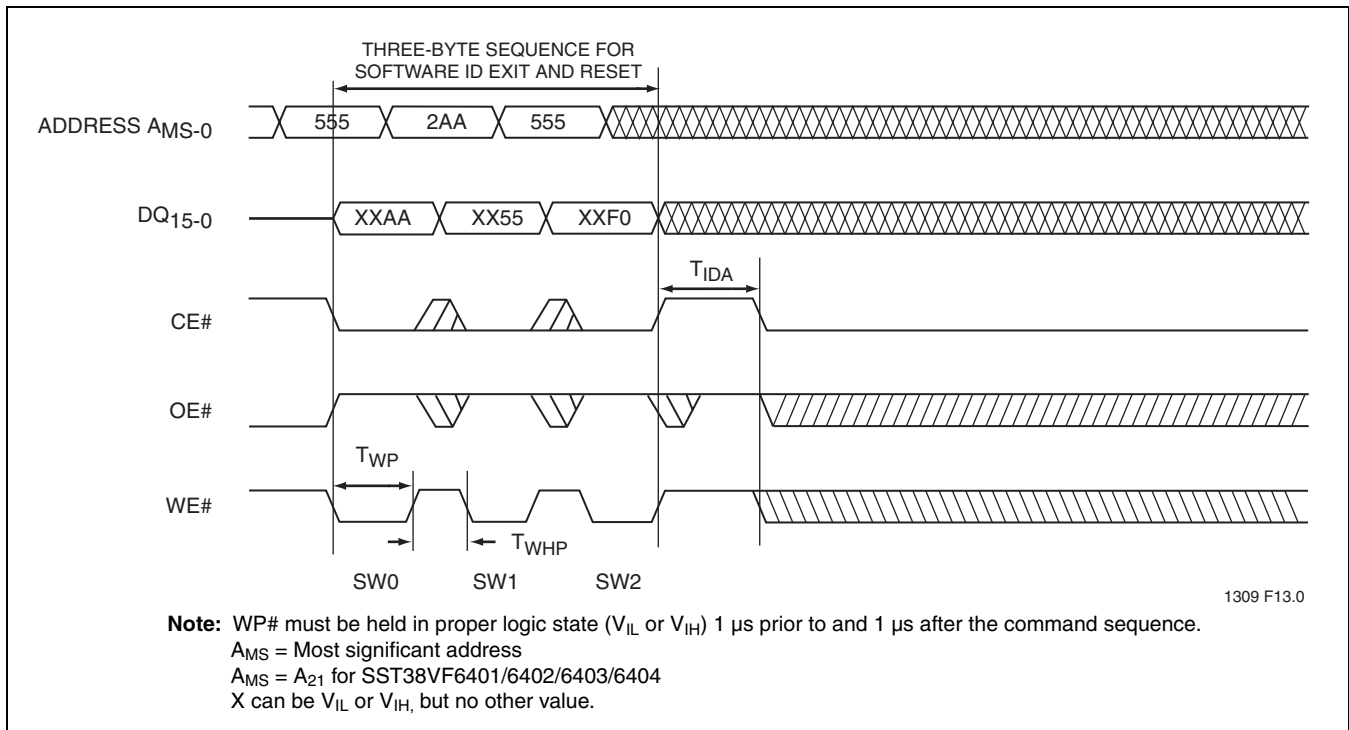 THREE-BYTE SEQUENCE FOR
SOFTWARE ID EXIT AND RESET
ADDRESS AMS-0
555 2AA 555
DQ15-0
XXAA XX55 XXF0
TIDA
CE#
OE#
TWP
WE#
TWHP
SW0 SW1 SW2
1309 F13.0
Note: WP# must be held in proper logic state (VIL or VIH) 1 µs prior to and 1 µs after the command sequence.
AMS = Most significant address
AMS = A21 for SST38VF6401/6402/6403/6404
X can be VIL or VIH, but no other value.